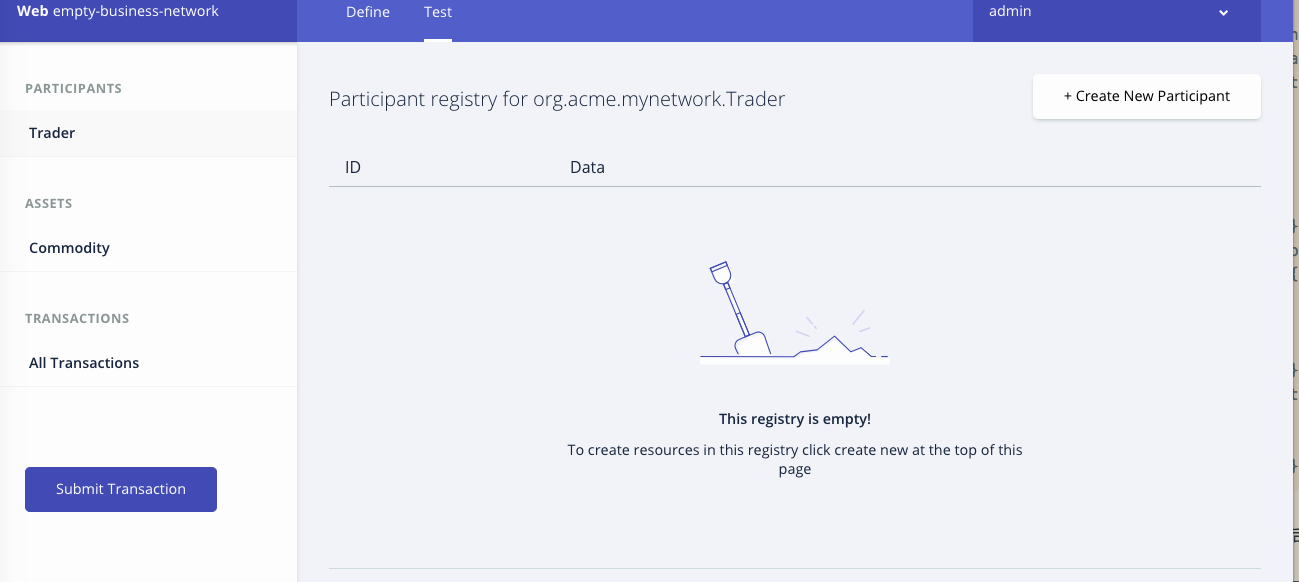 Web empty-business-network
Define
Test
admin
PARTICIPANTS
Trader
ASSETS
Commodity
TRANSACTIONS
All Transactions
Submit Transaction
Participant registry for org.acme.mynetwork.Trader
+ Create New Participant
ID
Data
This registry is empty!
To create resources in this registry click create new at the top of this
page